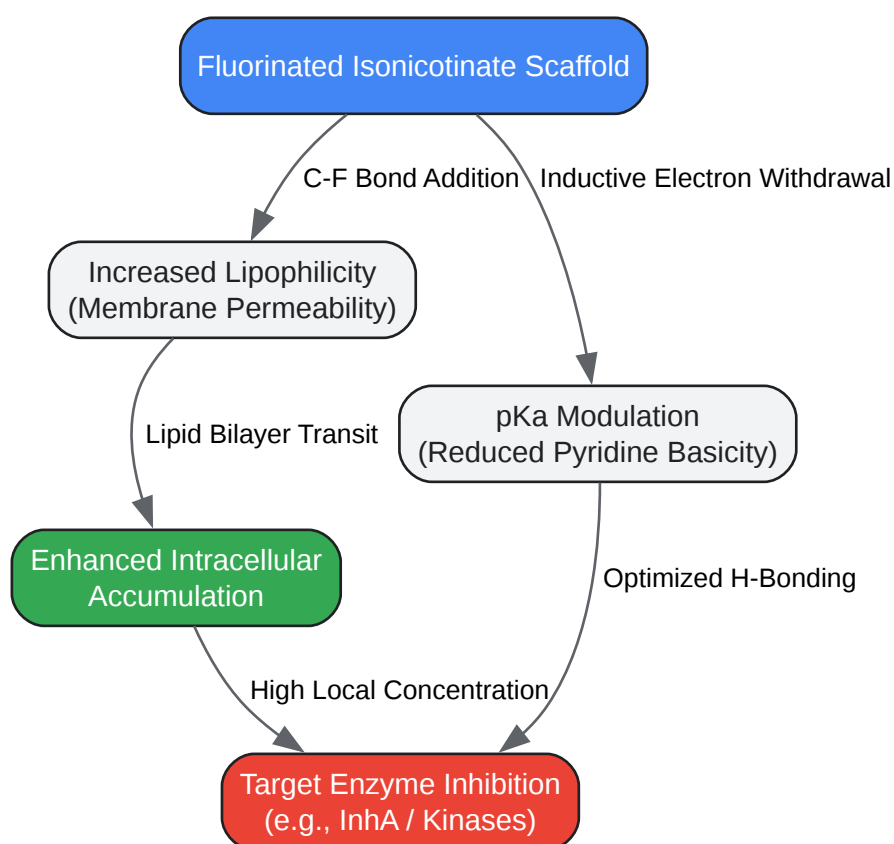 Fluorinated Isonicotinate Scaffold
C-F Bond Addition
Inductive Electron Withdrawal
Increased Lipophilicity
(Membrane Permeability)
pKa Modulation
(Reduced Pyridine Basicity)
Lipid Bilayer Transit
Enhanced Intracellular
Accumulation
Optimized H-Bonding
High Local Concentration
Target Enzyme Inhibition
(e.g., InhA / Kinases)